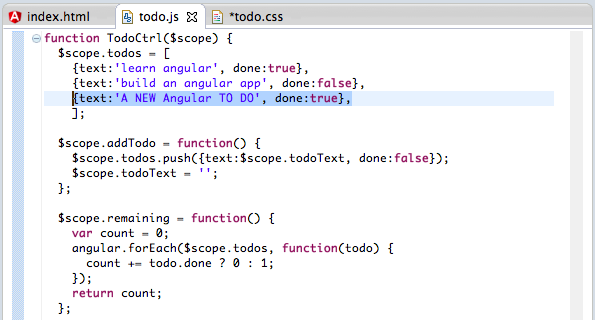 index.html todo.js *todo.css
function TodoCtrl($scope) {
  $scope.todos = [
    {text:'learn angular', done:true},
    {text:'build an angular app', done:false},
    {text:'A NEW Angular TO DO', done:true},
    ];

  $scope.addTodo = function() {
    $scope.todos.push({text:$scope.todoText, done:false});
    $scope.todoText = '';
  };

  $scope.remaining = function() {
    var count = 0;
    angular.forEach($scope.todos, function(todo) {
      count += todo.done ? 0 : 1;
    });
    return count;
  };